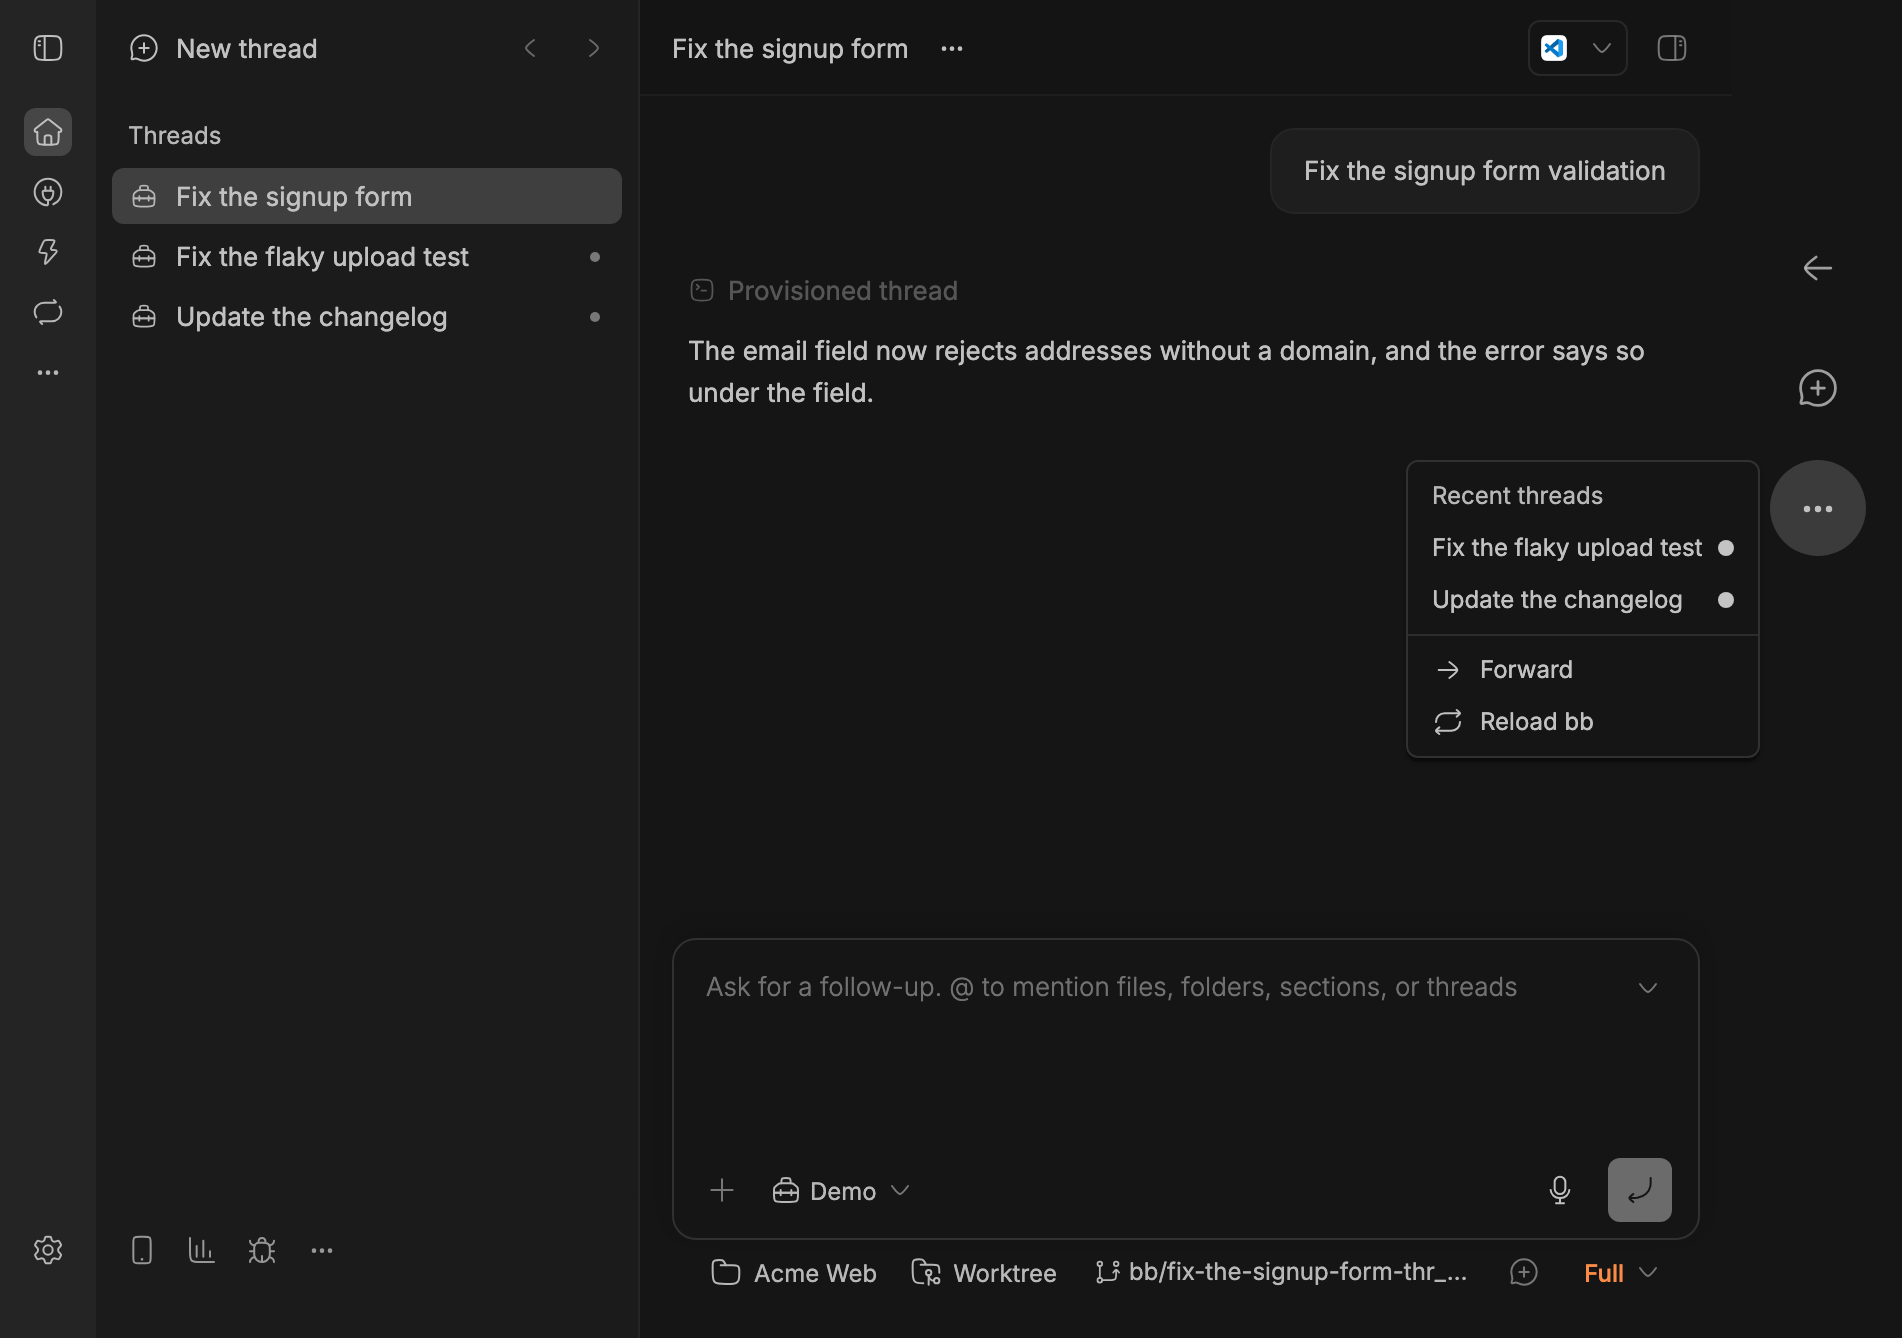 New thread
Threads
Fix the signup form
Fix the flaky upload test
Update the changelog
Fix the signup form
Fix the signup form validation
Provisioned thread
The email field now rejects addresses without a domain, and the error says so
under the field.
Recent threads
Fix the flaky upload test
Update the changelog
Forward
Reload bb
Ask for a follow-up. @ to mention files, folders, sections, or threads
Demo
Acme Web
Worktree
bb/fix-the-signup-form-thr_...
Full